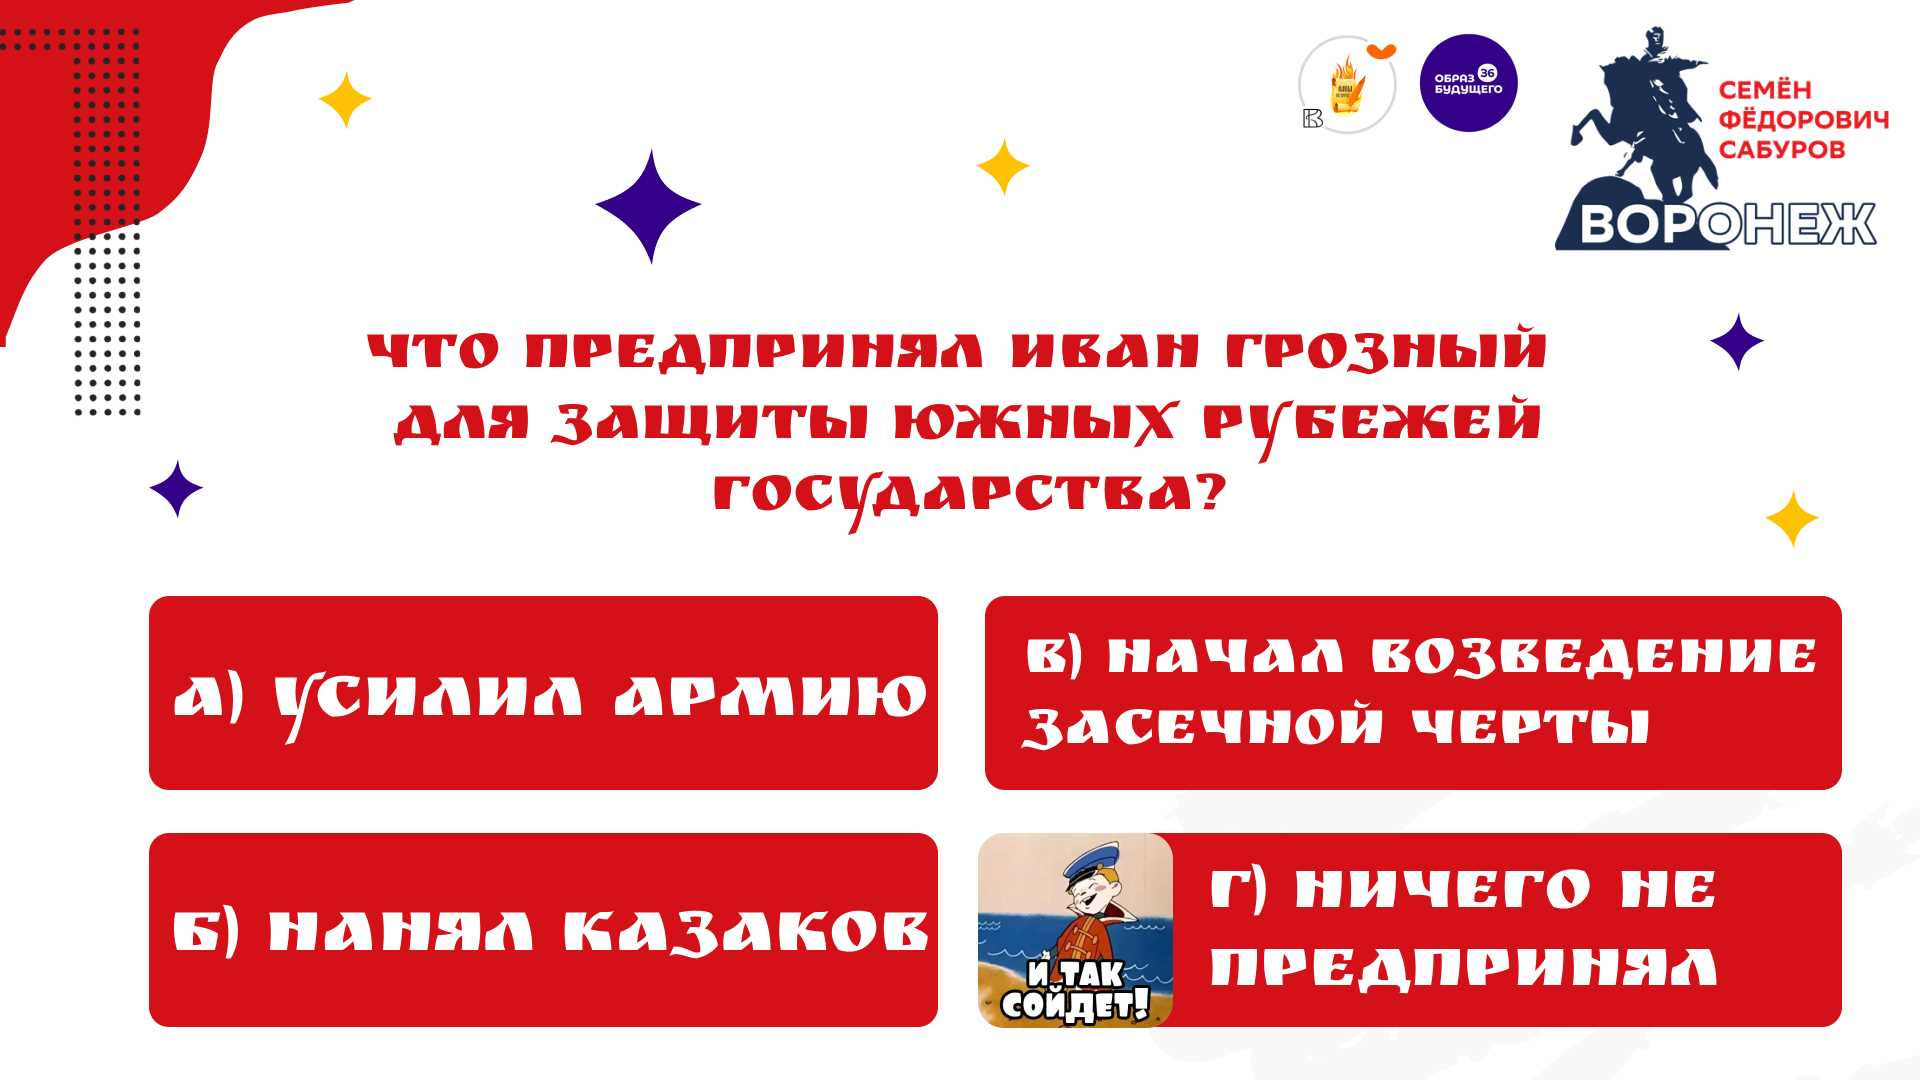 ОБРАЗ 36
БУДУЩЕГО
СЕМЁН
ФЁДОРОВИЧ
САБУРОВ
ВОРОНЕЖ
ЧТО ПРЕДПРИНЯЛ ИВАН ГРОЗНЫЙ
ДЛЯ ЗАЩИТЫ ЮЖНЫХ РУБЕЖЕЙ
ГОСУДАРСТВА?
А) УСИЛИЛ АРМИЮ
В) НАЧАЛ ВОЗВЕДЕНИЕ
ЗАСЕЧНОЙ ЧЕРТЫ
Б) НАНЯЛ КАЗАКОВ
Г) НИЧЕГО НЕ
ПРЕДПРИНЯЛ
И ТАК
СОЙДЕТ!